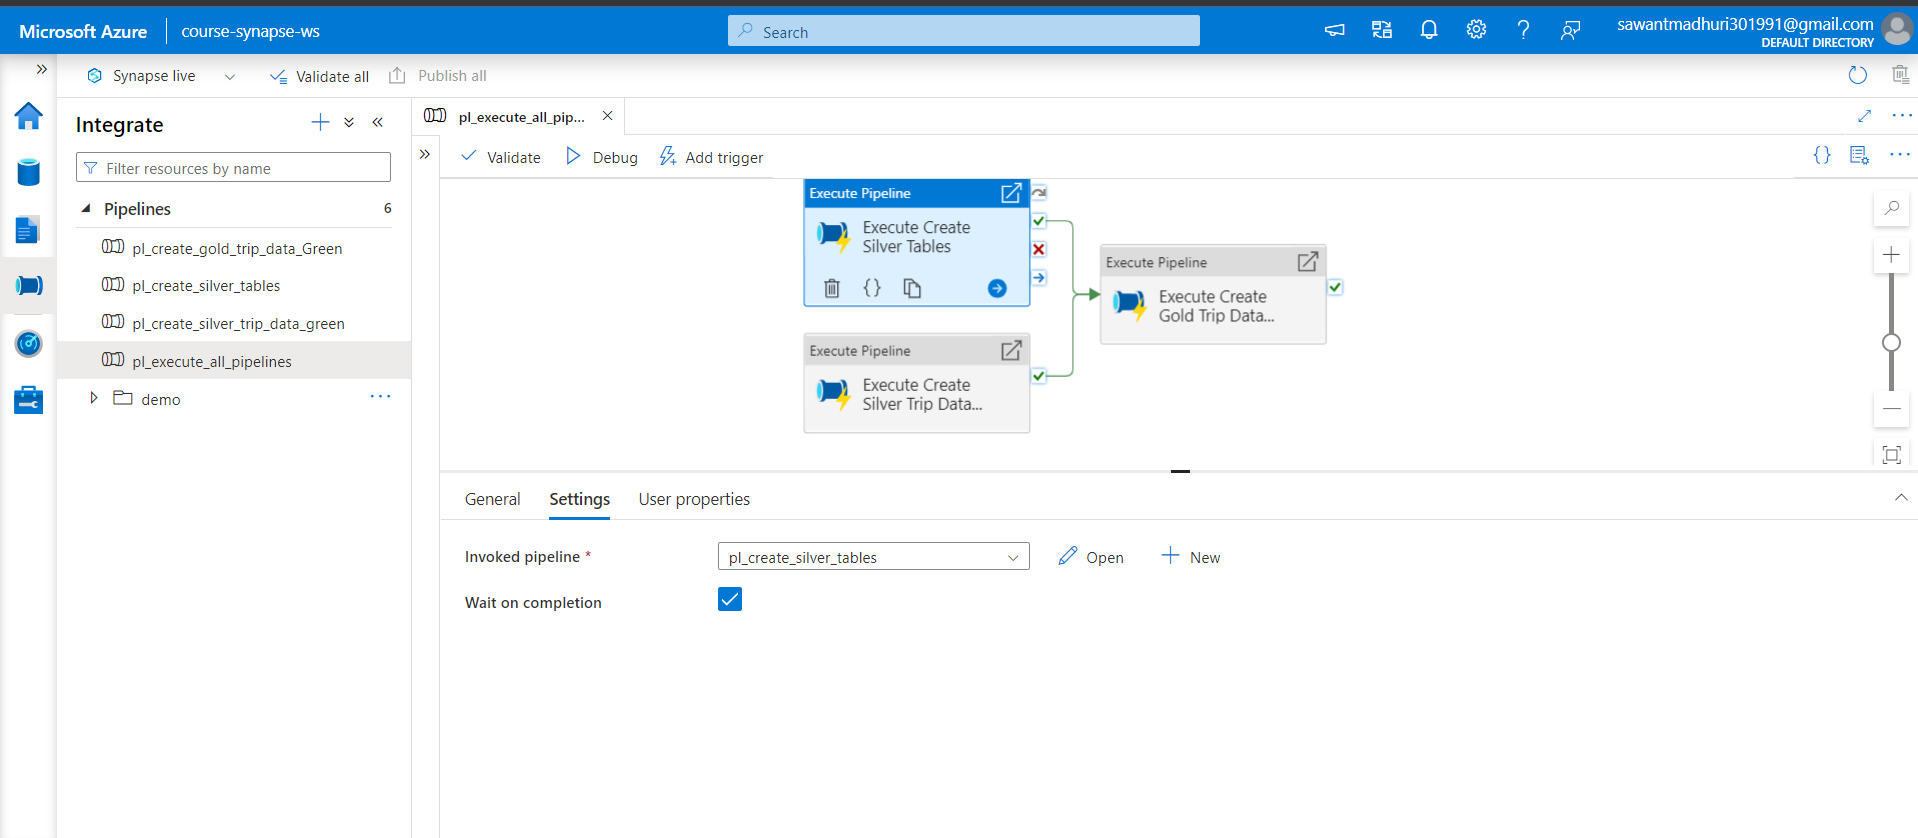 Microsoft Azure
course-synapse-ws
Search
sawantmadhuri301991@gmail.com
DEFAULT DIRECTORY
Synapse live
Validate all
Publish all
Integrate
Filter resources by name
Pipelines
6
pl_create_gold_trip_data_Green
pl_create_silver_tables
pl_create_silver_trip_data_green
pl_execute_all_pipelines
demo
pl_execute_all_pip...
Validate
Debug
Add trigger
Execute Pipeline
Execute Create
Silver Tables
Execute Pipeline
Execute Create
Silver Trip Data...
Execute Pipeline
Execute Create
Gold Trip Data...
General
Settings
User properties
Invoked pipeline *
pl_create_silver_tables
Open
New
Wait on completion